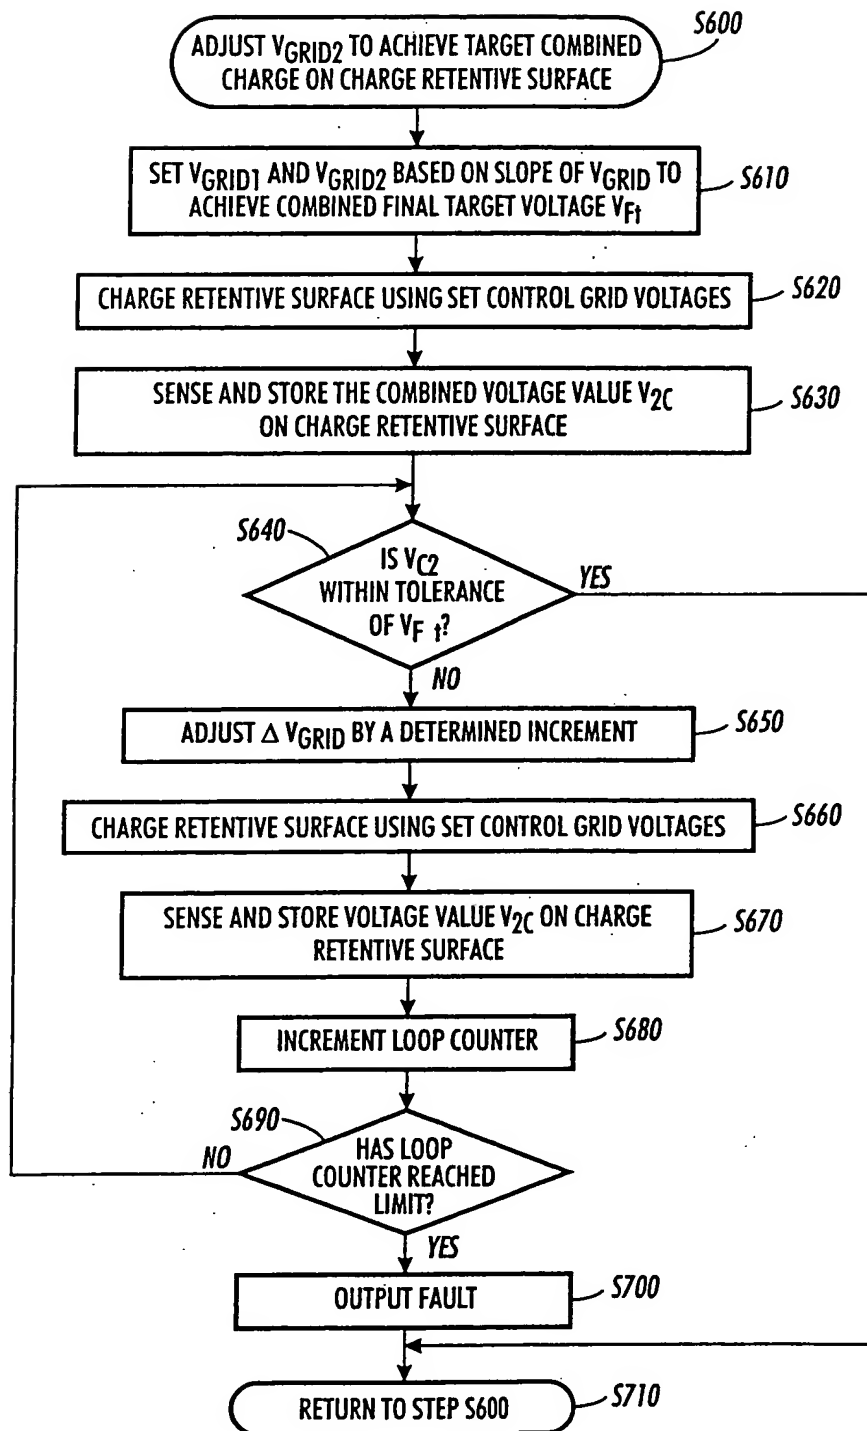 S600
ADJUST VGRID2 TO ACHIEVE TARGET COMBINED
CHARGE ON CHARGE RETENTIVE SURFACE
SET VGRID1 AND VGRID2 BASED ON SLOPE OF VGRID TO
ACHIEVE COMBINED FINAL TARGET VOLTAGE VFt
S610
CHARGE RETENTIVE SURFACE USING SET CONTROL GRID VOLTAGES
S620
SENSE AND STORE THE COMBINED VOLTAGE VALUE V2C
ON CHARGE RETENTIVE SURFACE
S630
S640
IS VC2
WITHIN TOLERANCE
OF VF t?
YES
NO
ADJUST Δ VGRID BY A DETERMINED INCREMENT
S650
CHARGE RETENTIVE SURFACE USING SET CONTROL GRID VOLTAGES
S660
SENSE AND STORE VOLTAGE VALUE V2C ON CHARGE
RETENTIVE SURFACE
S670
INCREMENT LOOP COUNTER
S680
S690
HAS LOOP
COUNTER REACHED
LIMIT?
NO
YES
OUTPUT FAULT
S700
RETURN TO STEP S600
S710